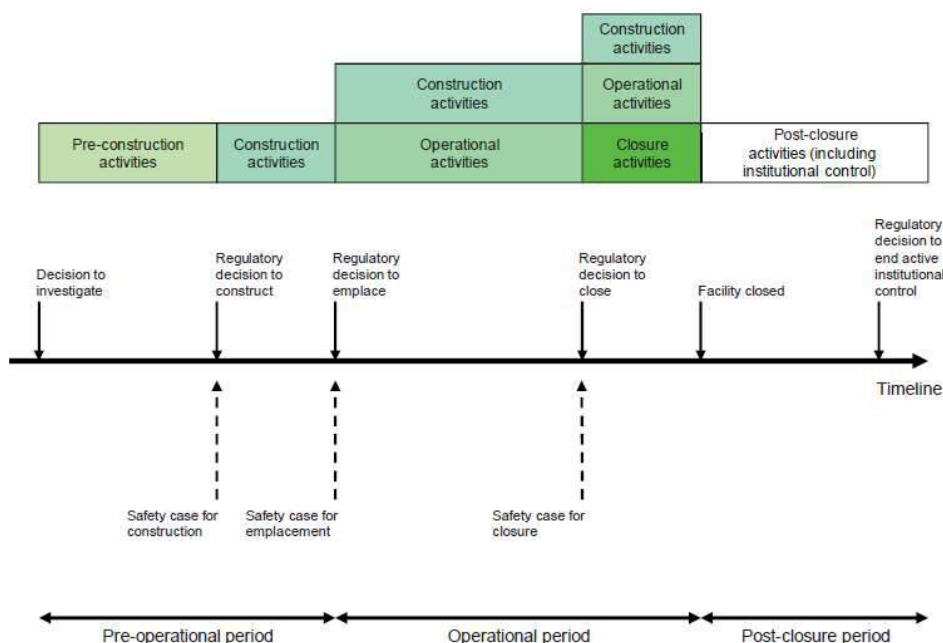 Construction
activities
Construction
activities
Operational
activities
Pre-construction
activities
Construction
activities
Operational
activities
Closure
activities
Post-closure
activities (including
institutional control)
Decision to
investigate
Regulatory
decision to
construct
Regulatory
decision to
emplace
Regulatory
decision to
close
Facility closed
Regulatory
decision to
end active
institutional
control
Timeline
Safety case for
construction
Safety case for
emplacement
Safety case for
closure
Pre-operational period
Operational period
Post-closure period